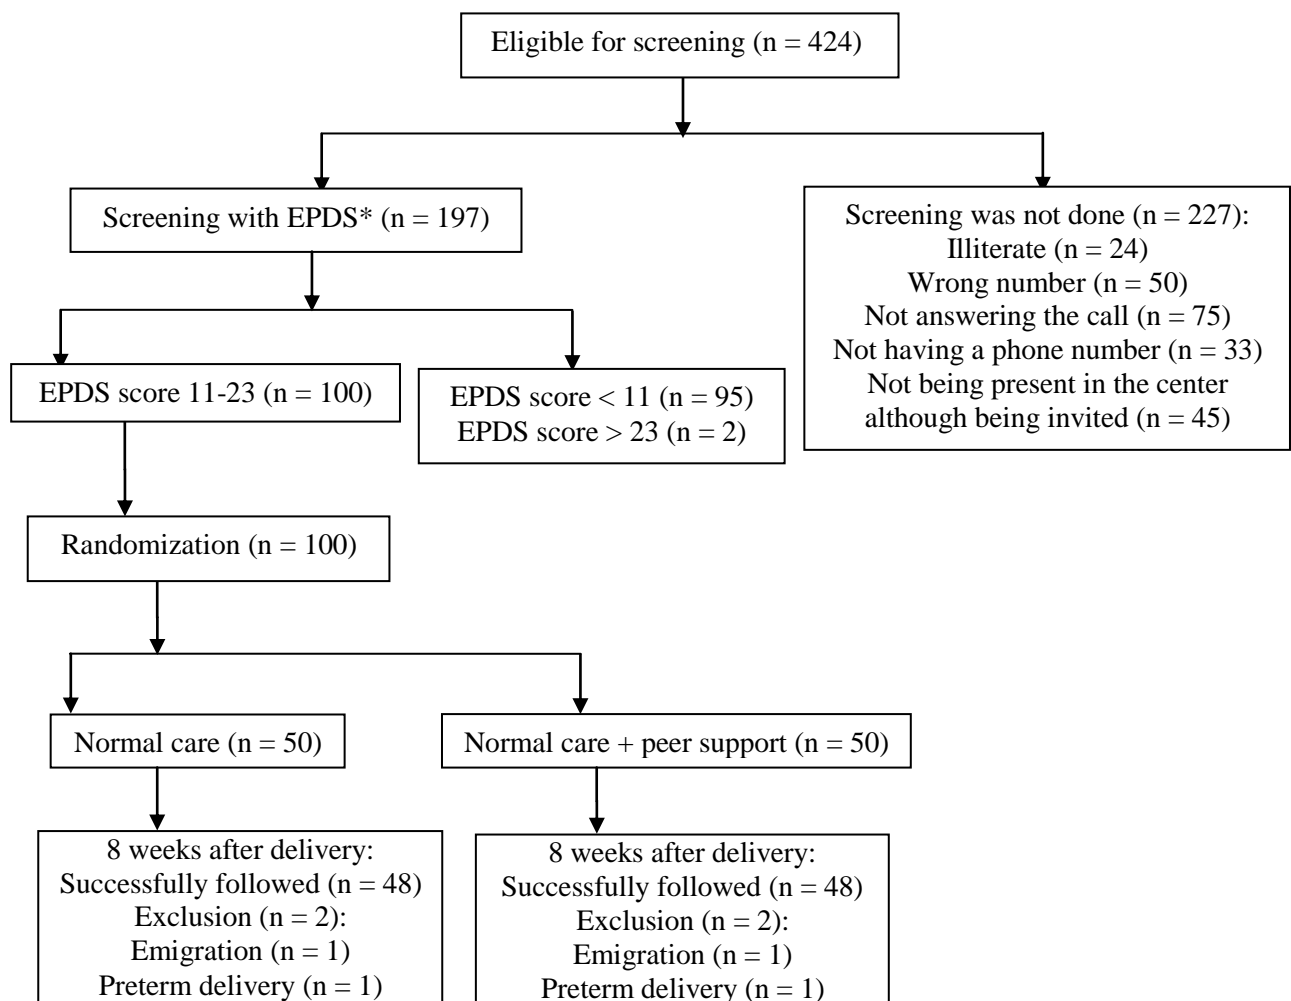 Eligible for screening (n = 424)
Screening with EPDS* (n = 197)
Screening was not done (n = 227):
Illiterate (n = 24)
Wrong number (n = 50)
Not answering the call (n = 75)
Not having a phone number (n = 33)
Not being present in the center
although being invited (n = 45)
EPDS score 11-23 (n = 100)
EPDS score < 11 (n = 95)
EPDS score > 23 (n = 2)
Randomization (n = 100)
Normal care (n = 50)
Normal care + peer support (n = 50)
8 weeks after delivery:
Successfully followed (n = 48)
Exclusion (n = 2):
Emigration (n = 1)
Preterm delivery (n = 1)
8 weeks after delivery:
Successfully followed (n = 48)
Exclusion (n = 2):
Emigration (n = 1)
Preterm delivery (n = 1)